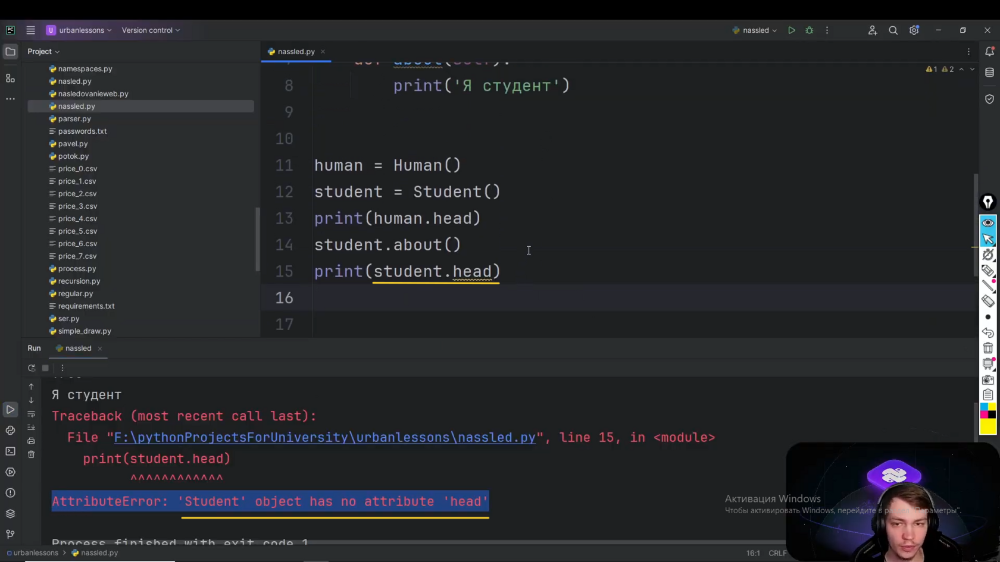 PC
U urbanlessons
Version control
nassled
Project
nassled.py
namespaces.py
nasled.py
nasledovanieweb.py
nassled.py
parser.py
passwords.txt
pavel.py
potok.py
price_0.csv
price_1.csv
price_2.csv
price_3.csv
price_4.csv
price_5.csv
price_6.csv
price_7.csv
process.py
recursion.py
regular.py
requirements.txt
ser.py
simple_draw.py
1 2
def about(self):
8 print('Я студент')
9
10
11 human = Human()
12 student = Student()
13 print(human.head)
14 student.about()
15 print(student.head)
16
17
Run nassled
Я студент
Traceback (most recent call last):
File "F:\pythonProjectsForUniversity\urbanlessons\nassled.py", line 15, in <module>
print(student.head)
^^^^^^^^^^^^
AttributeError: 'Student' object has no attribute 'head'
Process finished with exit code 1
Активация Windows
Чтобы активировать Windows, перейдите в раздел "Параметры".
urbanlessons > nassled.py
16:1 CRLF